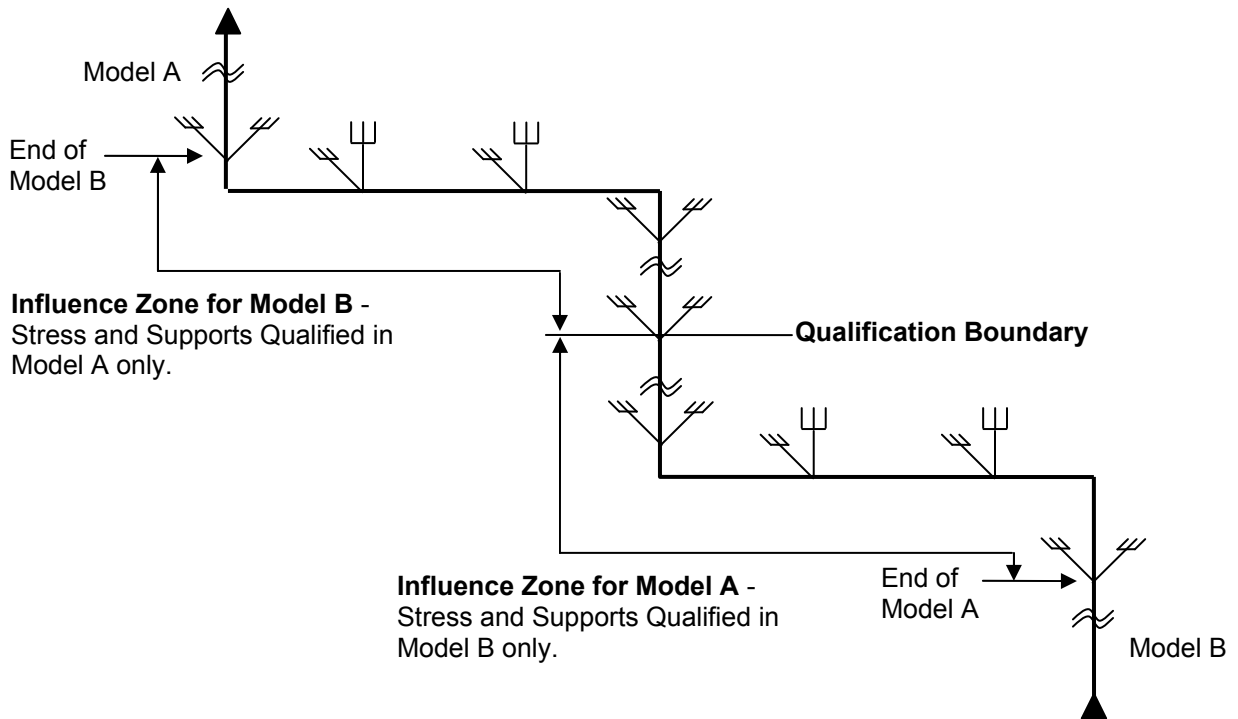 Model A
End of
Model B
Influence Zone for Model B -
Stress and Supports Qualified in
Model A only.
Qualification Boundary
Influence Zone for Model A -
Stress and Supports Qualified in
Model B only.
End of
Model A
Model B